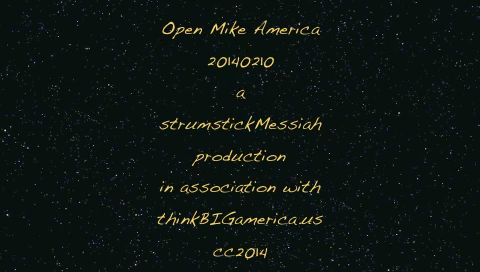 Open Mike America
20140210
a
strumstickMessiah
production
in association with
thinkBIGamerica.us
cc2014